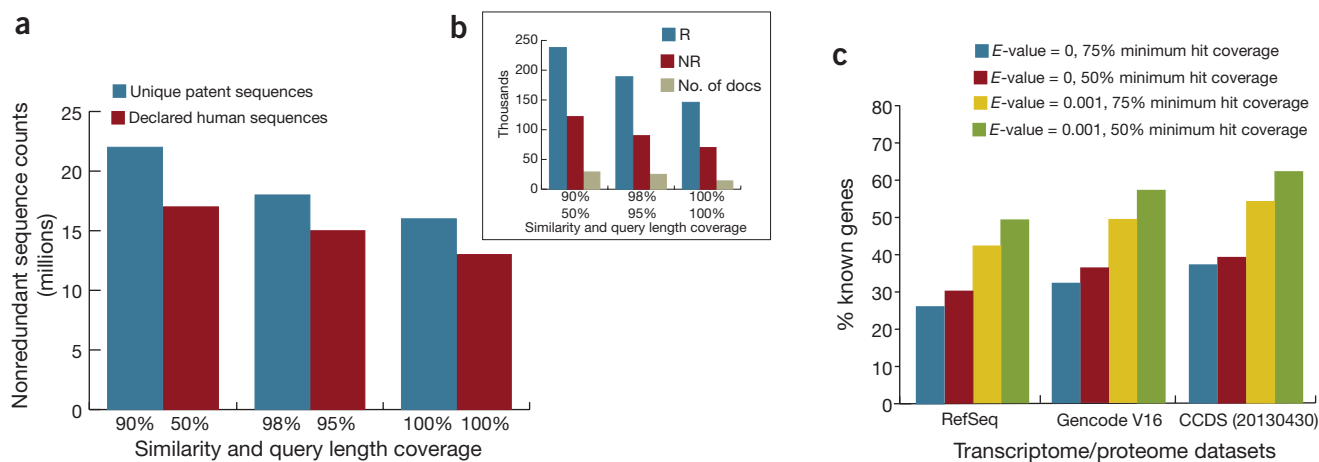 a
Unique patent sequences
Declared human sequences
Nonredundant sequence counts
(millions)
25
20
15
10
5
0
90% 50% 98% 95% 100% 100%
Similarity and query length coverage
b
R
NR
No. of docs
Thousands
250
200
150
100
50
0
90% 98% 100%
50% 95% 100%
Similarity and query length coverage
c
E-value = 0, 75% minimum hit coverage
E-value = 0, 50% minimum hit coverage
E-value = 0.001, 75% minimum hit coverage
E-value = 0.001, 50% minimum hit coverage
% known genes
80
70
60
50
40
30
20
10
0
RefSeq Gencode V16 CCDS (20130430)
Transcriptome/proteome datasets